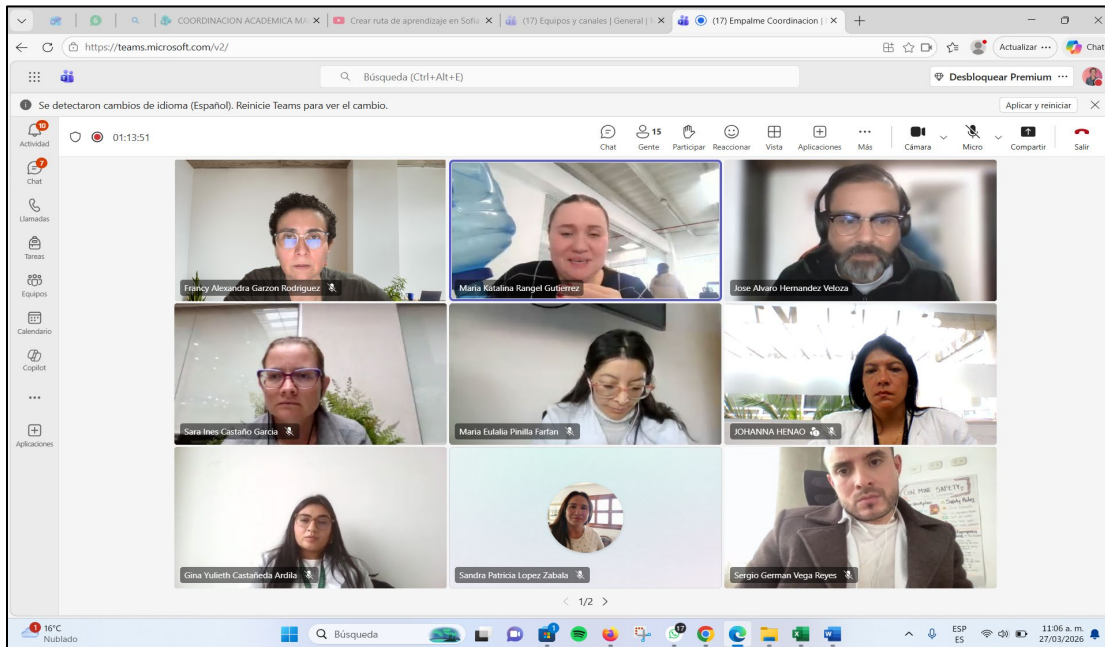 COORDINACION ACADEMICA MA
Crear ruta de aprendizaje en Sofia
(17) Equipos y canales | General |
(17) Empalme Coordinacion |
https://teams.microsoft.com/v2/
Actualizar
Chat
Búsqueda (Ctrl+Alt+E)
Desbloquear Premium
Se detectaron cambios de idioma (Español). Reinicie Teams para ver el cambio.
Aplicar y reiniciar
10
Actividad
01:13:51
Chat
15
Gente
Participar
Reaccionar
Vista
Aplicaciones
Más
Cámara
Micro
Compartir
Salir
7
Chat
Llamadas
Tareas
Equipos
Calendario
Copilot
Aplicaciones
Francy Alexandra Garzon Rodriguez
Maria Katalina Rangel Gutierrez
Jose Alvaro Hernandez Veloza
Sara Ines Castaño Garcia
Maria Eulalia Pinilla Farfan
JOHANNA HENAO
SAFETY
Gina Yulieth Castañeda Ardila
Sandra Patricia Lopez Zabala
Sergio German Vega Reyes
1/2
1
16°C
Nublado
Búsqueda
17
ESP
ES
11:06 a. m.
27/03/2026